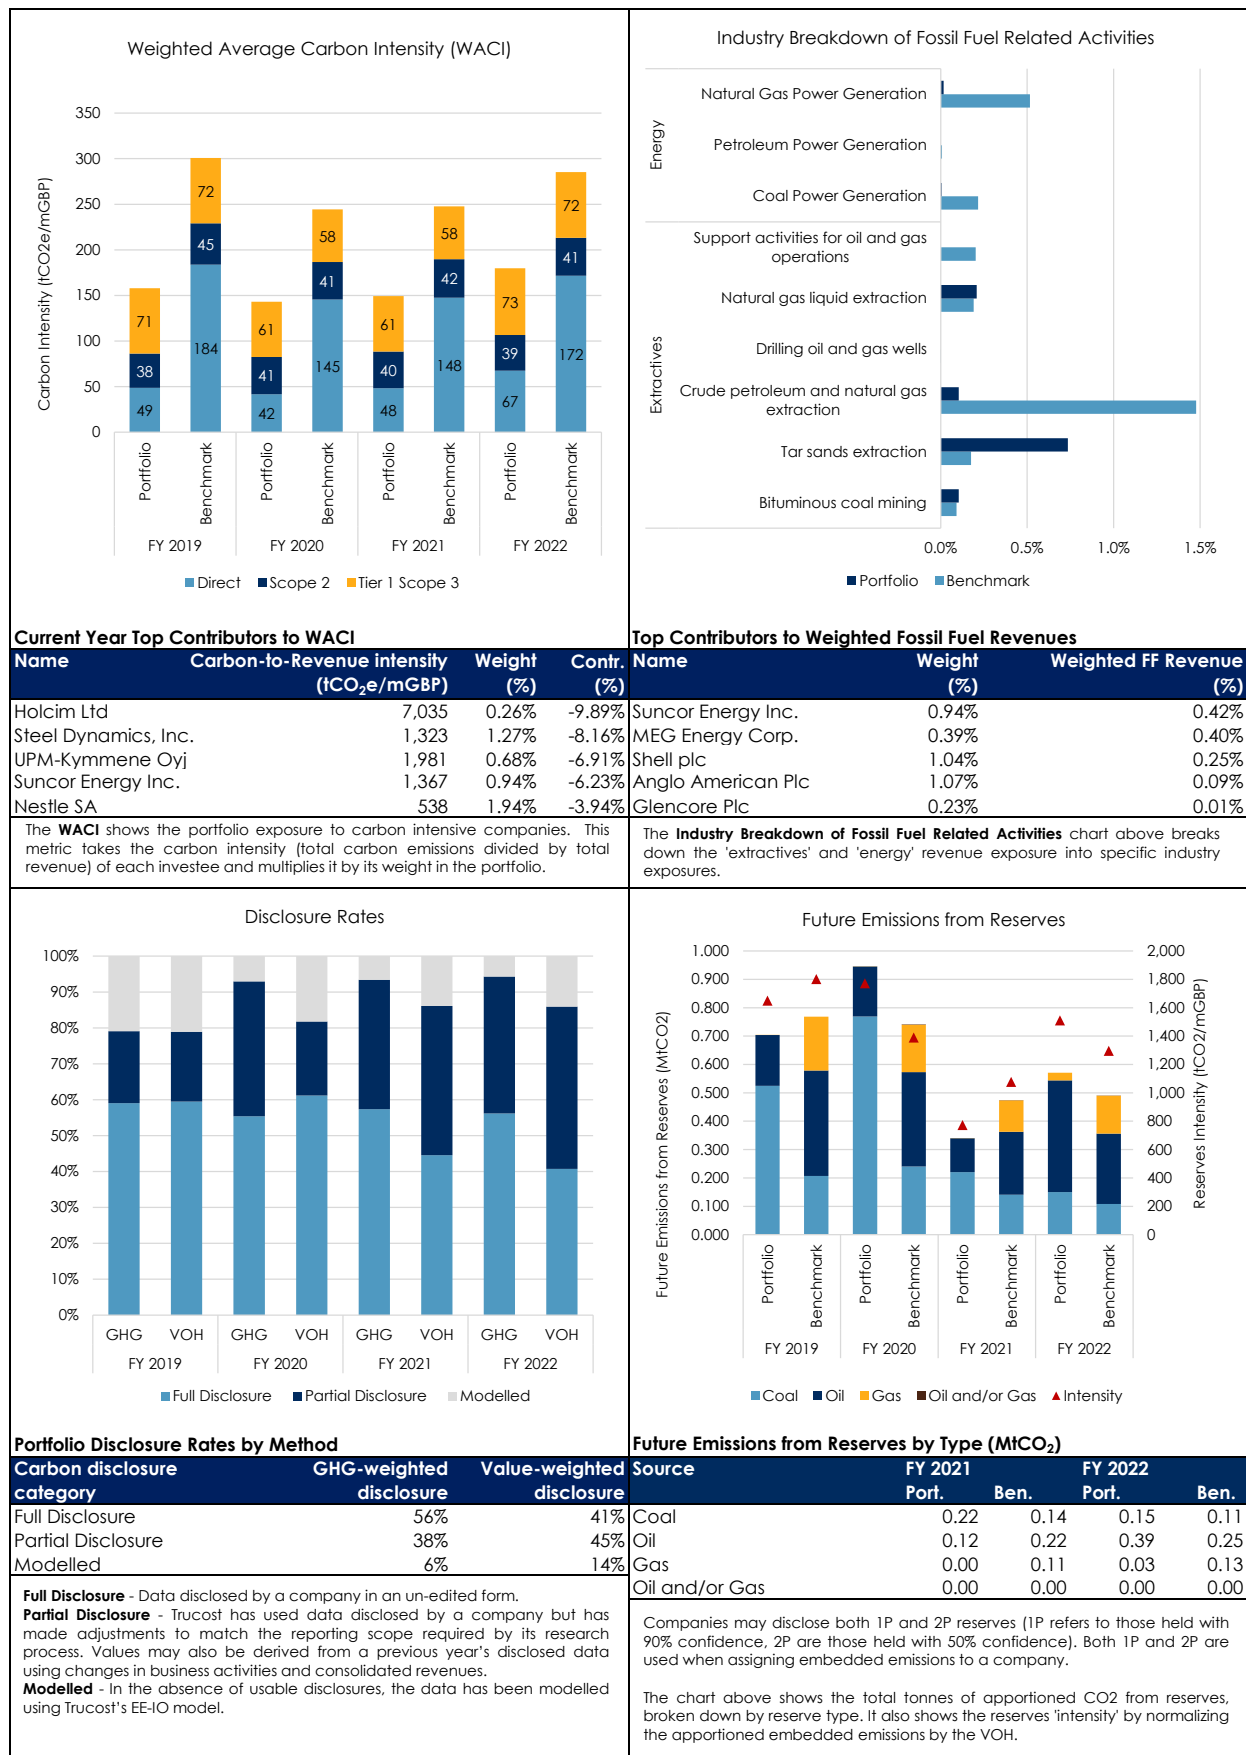 Weighted Average Carbon Intensity (WACI)
Carbon Intensity (tCO2e/mGBP)
350
300
250
200
150
100
50
0
71
38
49
72
45
184
61
41
42
58
41
145
61
40
48
58
42
148
73
39
67
72
41
172
Portfolio
Benchmark
Portfolio
Benchmark
Portfolio
Benchmark
Portfolio
Benchmark
FY 2019
FY 2020
FY 2021
FY 2022
Direct
Scope 2
Tier 1 Scope 3
Industry Breakdown of Fossil Fuel Related Activities
Energy
Natural Gas Power Generation
Petroleum Power Generation
Coal Power Generation
Extractives
Support activities for oil and gas
operations
Natural gas liquid extraction
Drilling oil and gas wells
Crude petroleum and natural gas
extraction
Tar sands extraction
Bituminous coal mining
0.0%
0.5%
1.0%
1.5%
Portfolio
Benchmark
Current Year Top Contributors to WACI
Name Carbon-to-Revenue intensity Weight Contr.
(tCO2e/mGBP) (%) (%)
Holcim Ltd 7,035 0.26% -9.89%
Steel Dynamics, Inc. 1,323 1.27% -8.16%
UPM-Kymmene Oyj 1,981 0.68% -6.91%
Suncor Energy Inc. 1,367 0.94% -6.23%
Nestle SA 538 1.94% -3.94%
The WACI shows the portfolio exposure to carbon intensive companies. This
metric takes the carbon intensity (total carbon emissions divided by total
revenue) of each investee and multiplies it by its weight in the portfolio.
Top Contributors to Weighted Fossil Fuel Revenues
Name Weight Weighted FF Revenue
(%) (%)
Suncor Energy Inc. 0.94% 0.42%
MEG Energy Corp. 0.39% 0.40%
Shell plc 1.04% 0.25%
Anglo American Plc 1.07% 0.09%
Glencore Plc 0.23% 0.01%
The Industry Breakdown of Fossil Fuel Related Activities chart above breaks
down the 'extractives' and 'energy' revenue exposure into specific industry
exposures.
Disclosure Rates
100%
90%
80%
70%
60%
50%
40%
30%
20%
10%
0%
GHG
VOH
GHG
VOH
GHG
VOH
GHG
VOH
FY 2019
FY 2020
FY 2021
FY 2022
Full Disclosure
Partial Disclosure
Modelled
Future Emissions from Reserves
Future Emissions from Reserves (MtCO2)
1.000
0.900
0.800
0.700
0.600
0.500
0.400
0.300
0.200
0.100
0.000
2,000
1,800
1,600
1,400
1,200
1,000
800
600
400
200
0
Reserves Intensity (tCO2/mGBP)
Portfolio
Benchmark
Portfolio
Benchmark
Portfolio
Benchmark
Portfolio
Benchmark
FY 2019
FY 2020
FY 2021
FY 2022
Coal
Oil
Gas
Oil and/or Gas
Intensity
Portfolio Disclosure Rates by Method
Carbon disclosure GHG-weighted Value-weighted
category disclosure disclosure
Full Disclosure 56% 41%
Partial Disclosure 38% 45%
Modelled 6% 14%
Full Disclosure - Data disclosed by a company in an un-edited form.
Partial Disclosure - Trucost has used data disclosed by a company but has
made adjustments to match the reporting scope required by its research
process. Values may also be derived from a previous year's disclosed data
using changes in business activities and consolidated revenues.
Modelled - In the absence of usable disclosures, the data has been modelled
using Trucost's EE-IO model.
Future Emissions from Reserves by Type (MtCO2)
Source FY 2021 FY 2022
Port. Ben. Port. Ben.
Coal 0.22 0.14 0.15 0.11
Oil 0.12 0.22 0.39 0.25
Gas 0.00 0.11 0.03 0.13
Oil and/or Gas 0.00 0.00 0.00 0.00
Companies may disclose both 1P and 2P reserves (1P refers to those held with
90% confidence, 2P are those held with 50% confidence). Both 1P and 2P are
used when assigning embedded emissions to a company.
The chart above shows the total tonnes of apportioned CO2 from reserves,
broken down by reserve type. It also shows the reserves 'intensity' by normalizing
the apportioned embedded emissions by the VOH.